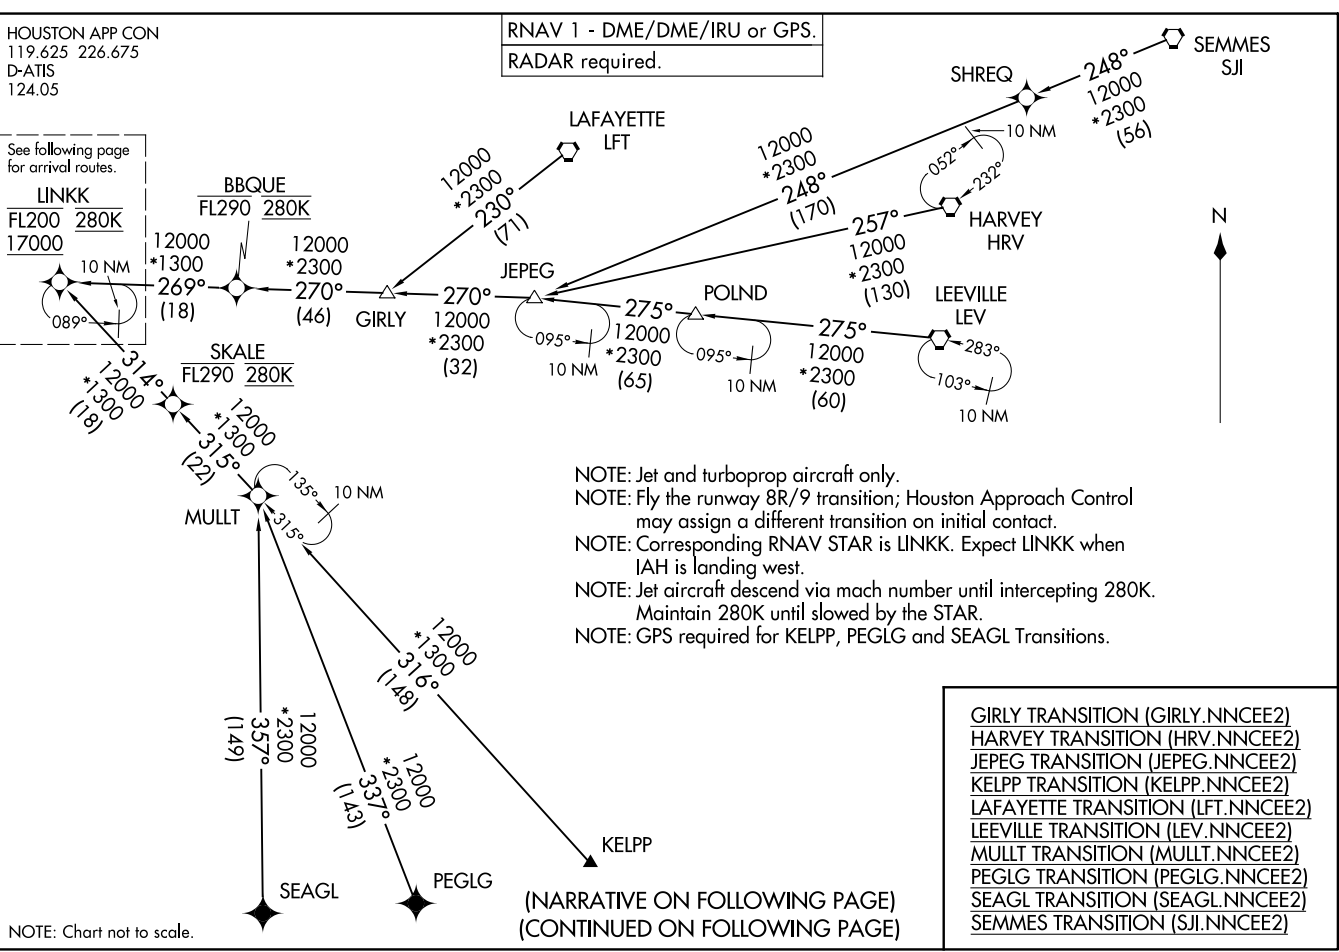 HOUSTON APP CON
119.625 226.675
D-ATIS
124.05
RNAV 1 - DME/DME/IRU or GPS.
RADAR required.
SEMMES
SJI
248°
12000
*2300
(56)
SHREQ
LAFAYETTE
LFT
12000
*2300
230°
(71)
12000
*2300
248°
(170)
10 NM
052°
232°
HARVEY
HRV
257°
12000
*2300
(130)
N
See following page
for arrival routes.
LINKK
FL200 280K
17000
10 NM
089°
BBQUE
FL290 280K
12000
*1300
269°
(18)
12000
*2300
270°
(46)
GIRLY
JEPEG
270°
12000
*2300
(32)
095°
10 NM
275°
12000
*2300
(65)
POLND
095°
10 NM
275°
12000
*2300
(60)
LEEVILLE
LEV
283°
103°
10 NM
314°
12000
*1300
(18)
SKALE
FL290 280K
12000
*1300
315°
(22)
MULLT
135°
315°
10 NM
NOTE: Jet and turboprop aircraft only.
NOTE: Fly the runway 8R/9 transition; Houston Approach Control
may assign a different transition on initial contact.
NOTE: Corresponding RNAV STAR is LINKK. Expect LINKK when
IAH is landing west.
NOTE: Jet aircraft descend via mach number until intercepting 280K.
Maintain 280K until slowed by the STAR.
NOTE: GPS required for KELPP, PEGLG and SEAGL Transitions.
12000
*1300
316°
(148)
12000
*2300
357°
(149)
12000
*2300
337°
(143)
KELPP
SEAGL
PEGLG
(NARRATIVE ON FOLLOWING PAGE)
(CONTINUED ON FOLLOWING PAGE)
NOTE: Chart not to scale.
GIRLY TRANSITION (GIRLY.NNCEE2)
HARVEY TRANSITION (HRV.NNCEE2)
JEPEG TRANSITION (JEPEG.NNCEE2)
KELPP TRANSITION (KELPP.NNCEE2)
LAFAYETTE TRANSITION (LFT.NNCEE2)
LEEVILLE TRANSITION (LEV.NNCEE2)
MULLT TRANSITION (MULLT.NNCEE2)
PEGLG TRANSITION (PEGLG.NNCEE2)
SEAGL TRANSITION (SEAGL.NNCEE2)
SEMMES TRANSITION (SJI.NNCEE2)